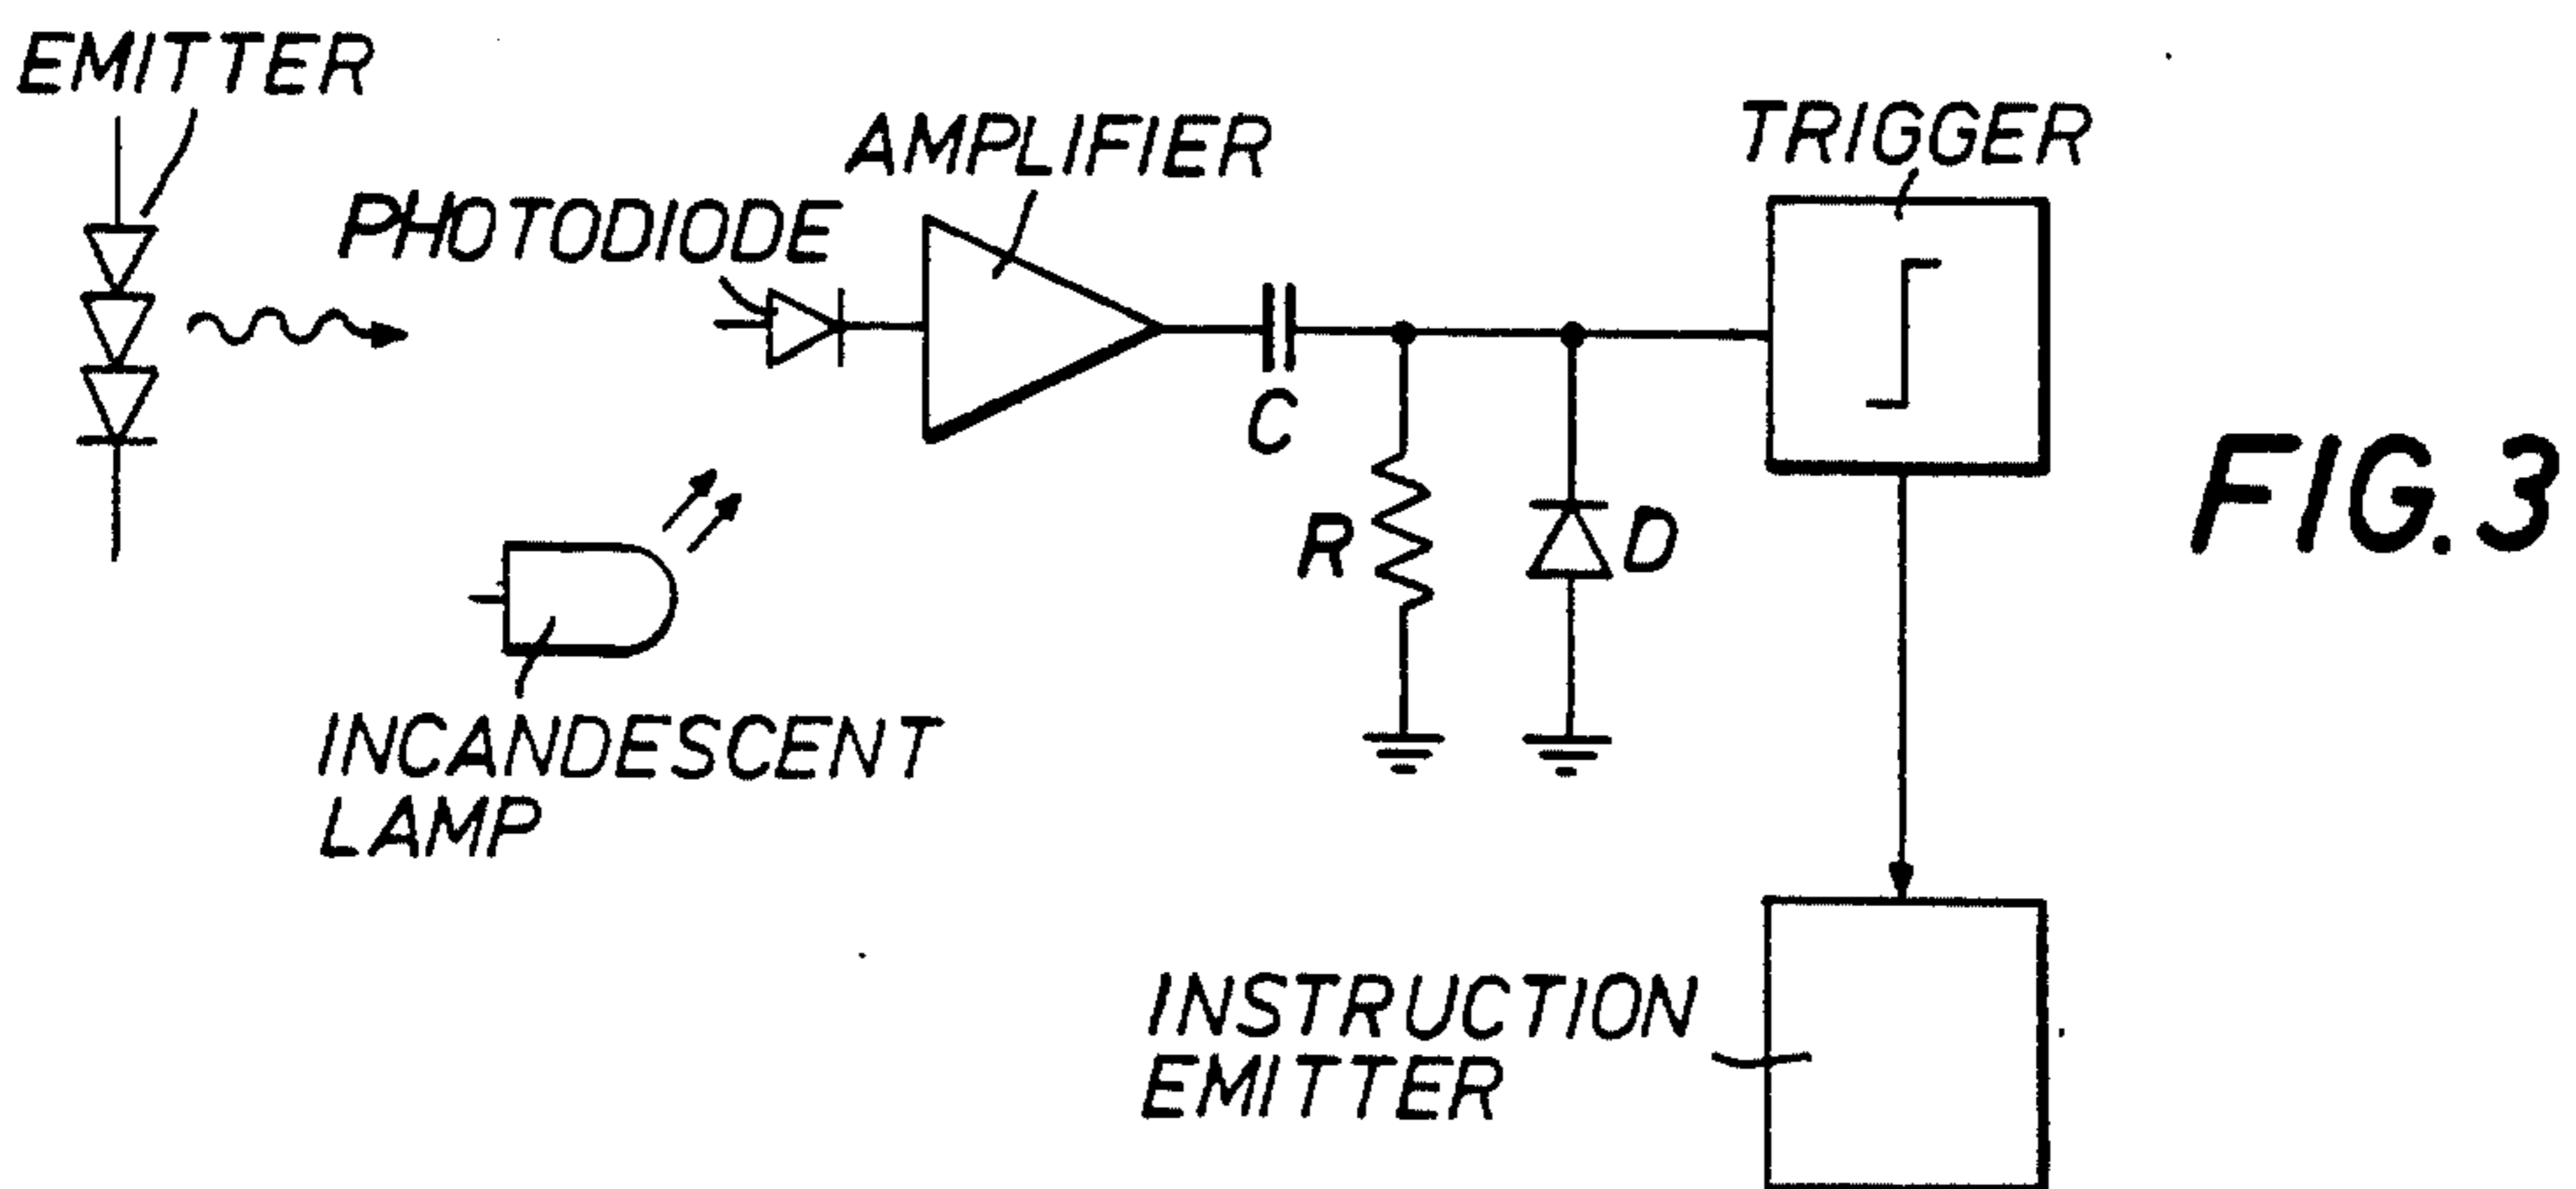 EMITTER
PHOTODIODE
AMPLIFIER
TRIGGER
C
R
D
FIG.3
INCANDESCENT
LAMP
INSTRUCTION
EMITTER